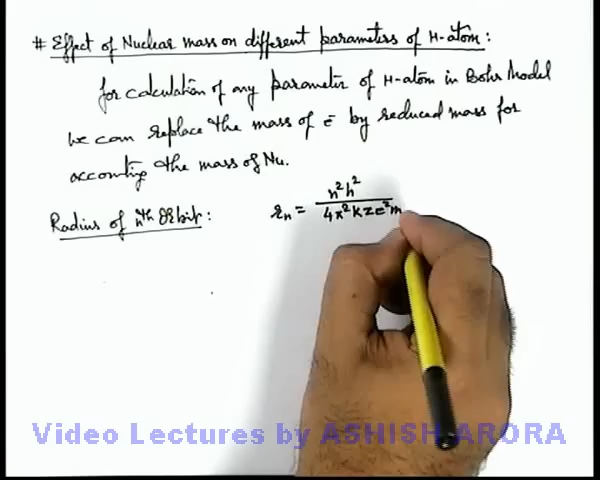 # Effect of Nuclear mass on different parameters of H-atom :
for calculation of any parameter of H-atom in Bohr Model
we can replace the mass of e⁻ by reduced mass for
accounting the mass of Nu.
Radius of nth Orbit : rₙ = n²h² / 4π²KZe²m
Video Lectures by ASHISH ARORA